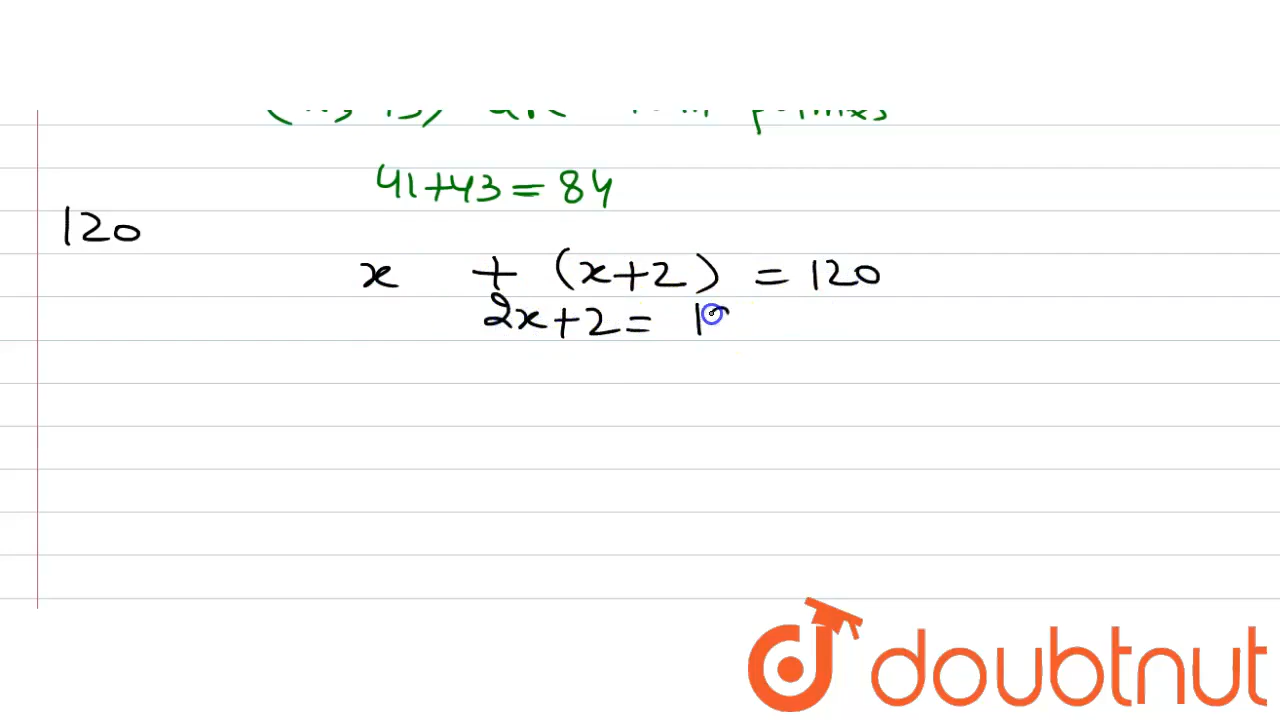 41+43=84
120
x + (x+2) = 120
2x+2= 1
doubtnut